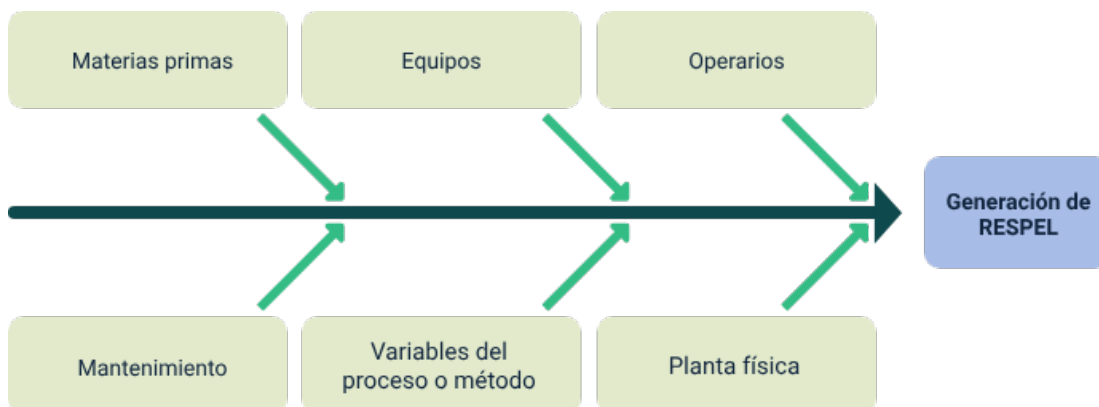 Materias primas
Equipos
Operarios
Generación de
RESPEL
Mantenimiento
Variables del
proceso o método
Planta física